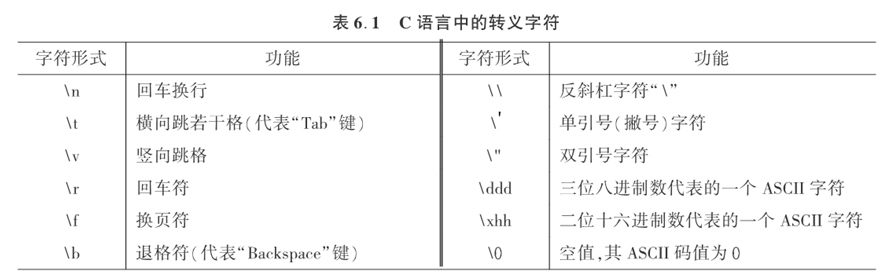 表 6.1 C 语言中的转义字符
字符形式 功能 字符形式 功能
\n 回车换行 \\ 反斜杠字符“\”
\t 横向跳若干格(代表“Tab”键) \' 单引号(撇号)字符
\v 竖向跳格 \" 双引号字符
\r 回车符 \ddd 三位八进制数代表的一个 ASCII 字符
\f 换页符 \xhh 二位十六进制数代表的一个 ASCII 字符
\b 退格符(代表“Backspace”键) \0 空值,其 ASCII 码值为 0